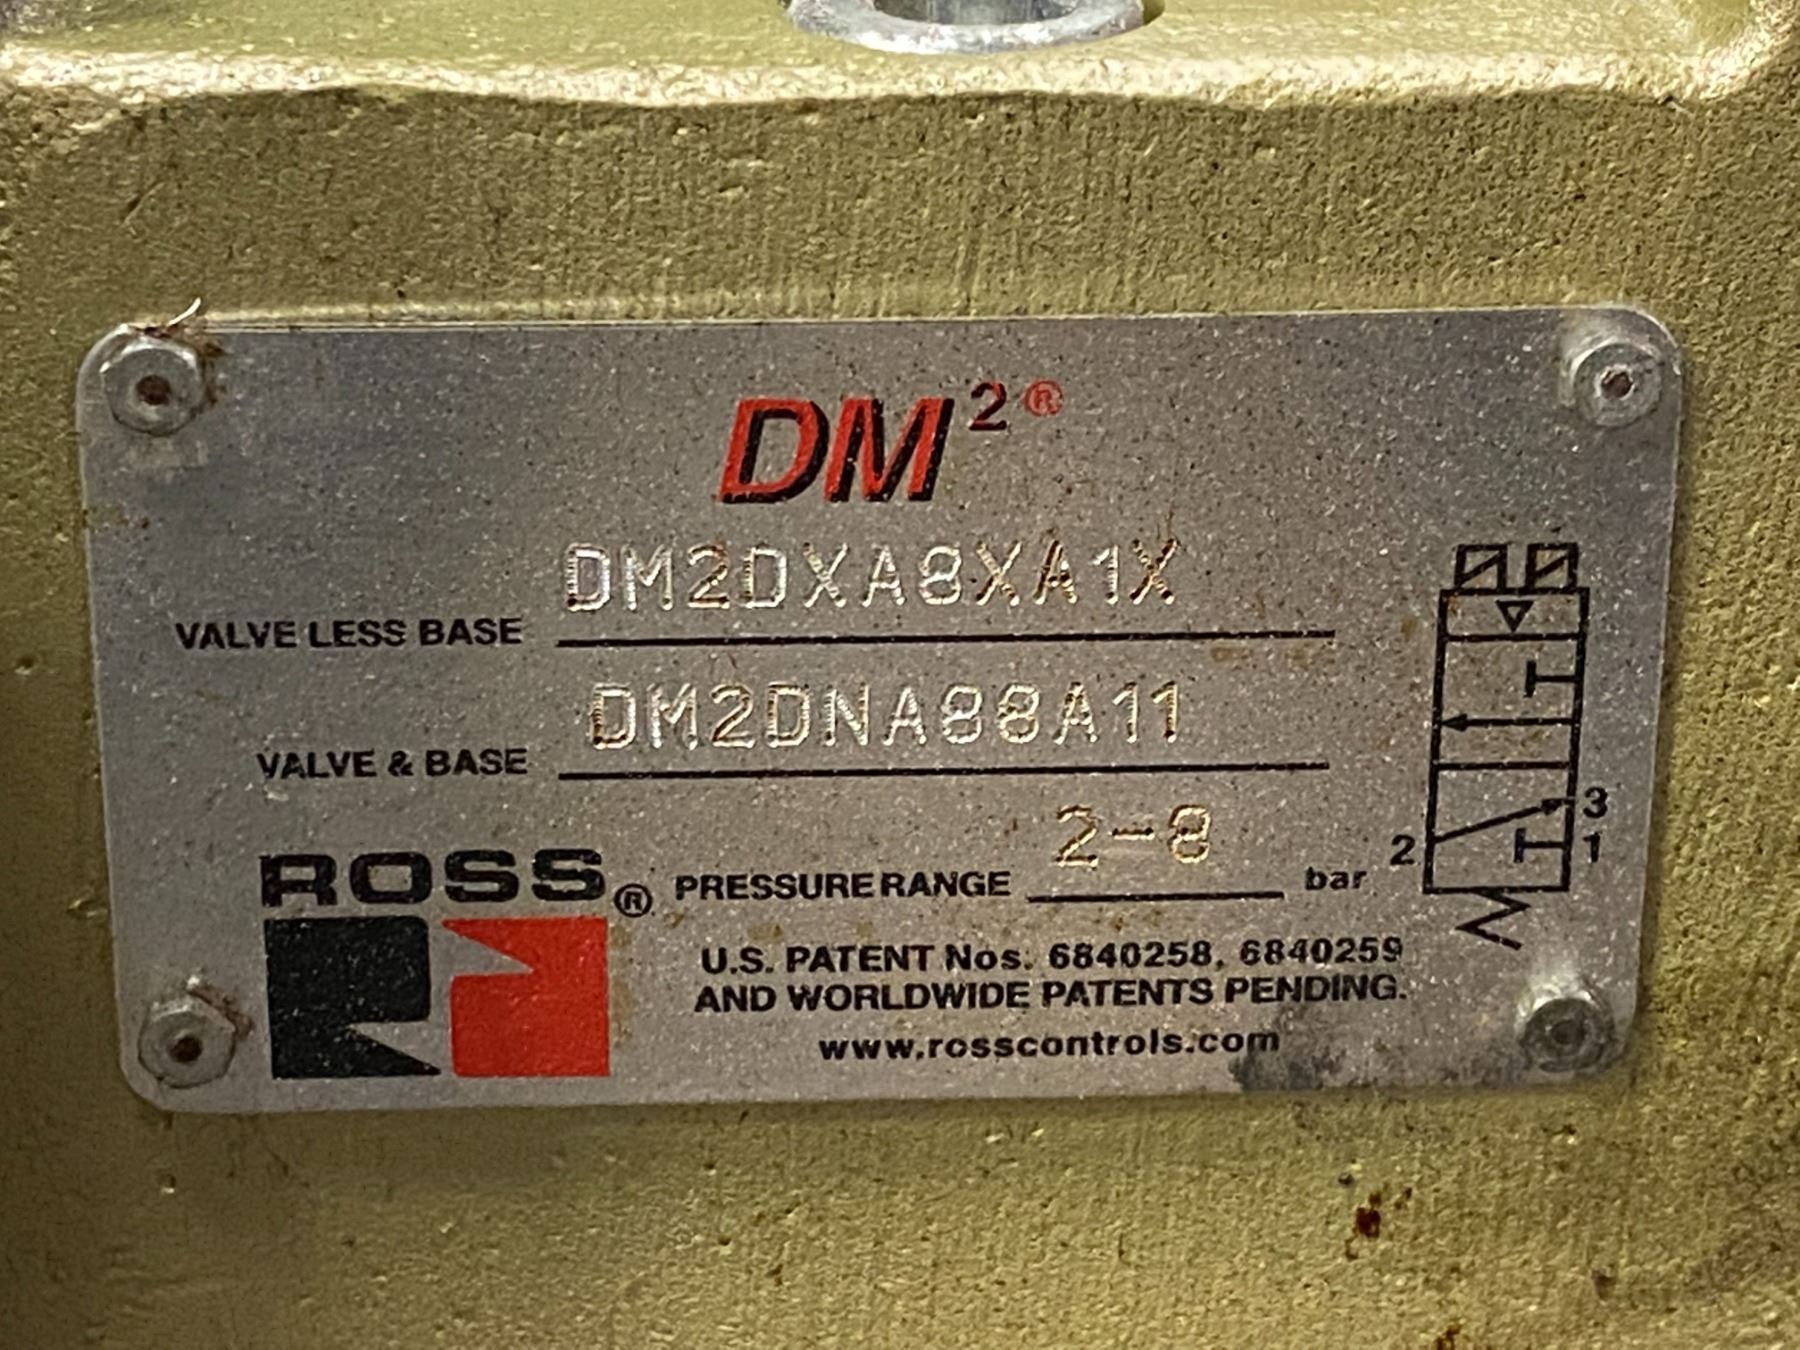 DM2®
DM2DXA8XA1X
VALVE LESS BASE
DM2DNA88A11
VALVE & BASE
2-8
ROSS® PRESSURE RANGE bar
2 3
1
U.S. PATENT Nos. 6840258, 6840259
AND WORLDWIDE PATENTS PENDING.
www.rosscontrols.com